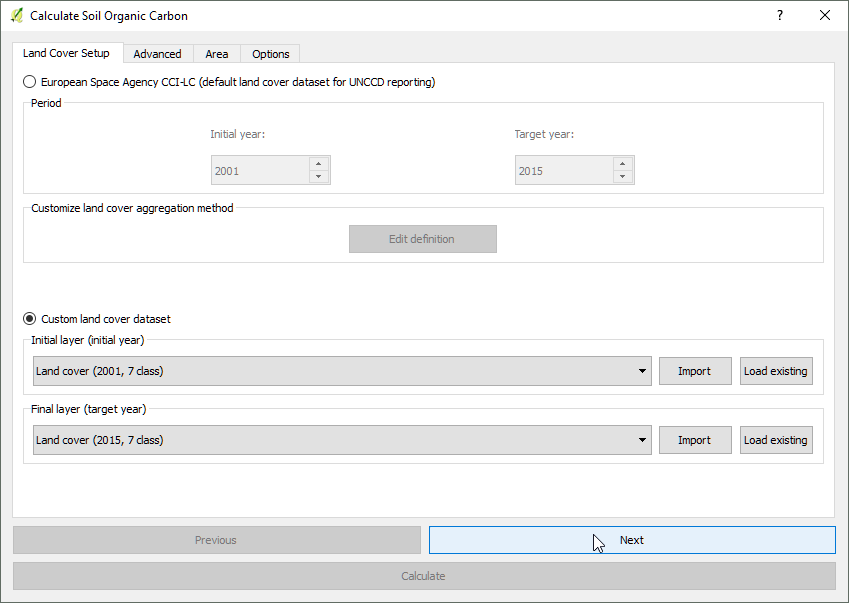 Calculate Soil Organic Carbon
?
Land Cover Setup Advanced Area Options
European Space Agency CCI-LC (default land cover dataset for UNCCD reporting)
Period
Initial year: Target year:
2001 2015
Customize land cover aggregation method
Edit definition
Custom land cover dataset
Initial layer (initial year)
Land cover (2001, 7 class) Import Load existing
Final layer (target year)
Land cover (2015, 7 class) Import Load existing
Previous Next
Calculate